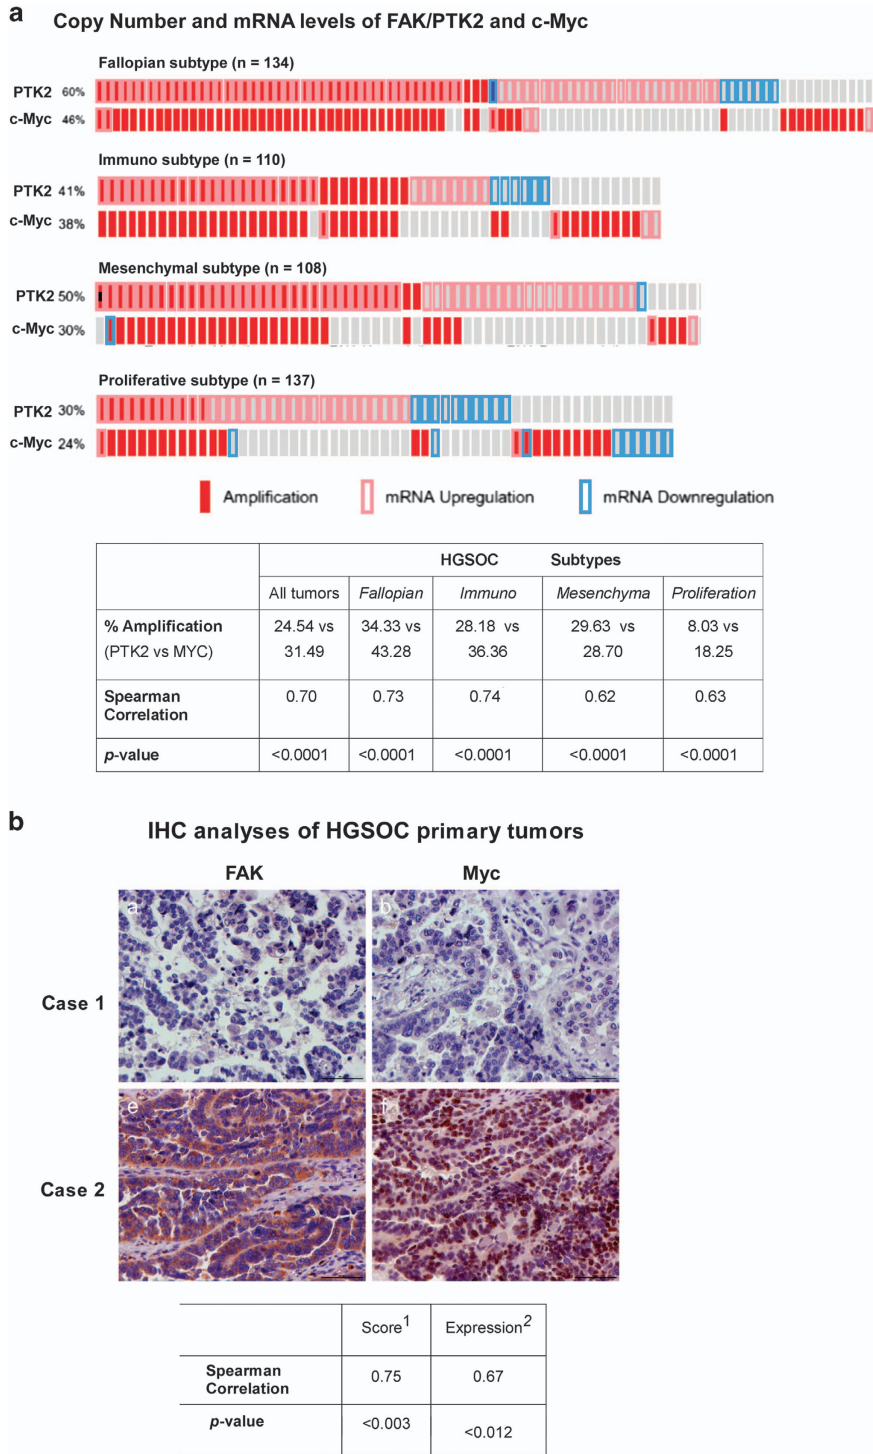 a
Copy Number and mRNA levels of FAK/PTK2 and c-Myc
Fallopian subtype (n = 134)
PTK2 60%
c-Myc 46%
Immuno subtype (n = 110)
PTK2 41%
c-Myc 38%
Mesenchymal subtype (n = 108)
PTK2 50%
c-Myc 30%
Proliferative subtype (n = 137)
PTK2 30%
c-Myc 24%
Amplification mRNA Upregulation mRNA Downregulation
HGSOC Subtypes
All tumors Fallopian Immuno Mesenchyma Proliferation
% Amplification 24.54 vs 34.33 vs 28.18 vs 29.63 vs 8.03 vs
(PTK2 vs MYC) 31.49 43.28 36.36 28.70 18.25
Spearman 0.70 0.73 0.74 0.62 0.63
Correlation
p-value <0.0001 <0.0001 <0.0001 <0.0001 <0.0001
b
IHC analyses of HGSOC primary tumors
FAK Myc
a b
Case 1
e f
Case 2
Score1 Expression2
Spearman 0.75 0.67
Correlation
p-value <0.003 <0.012